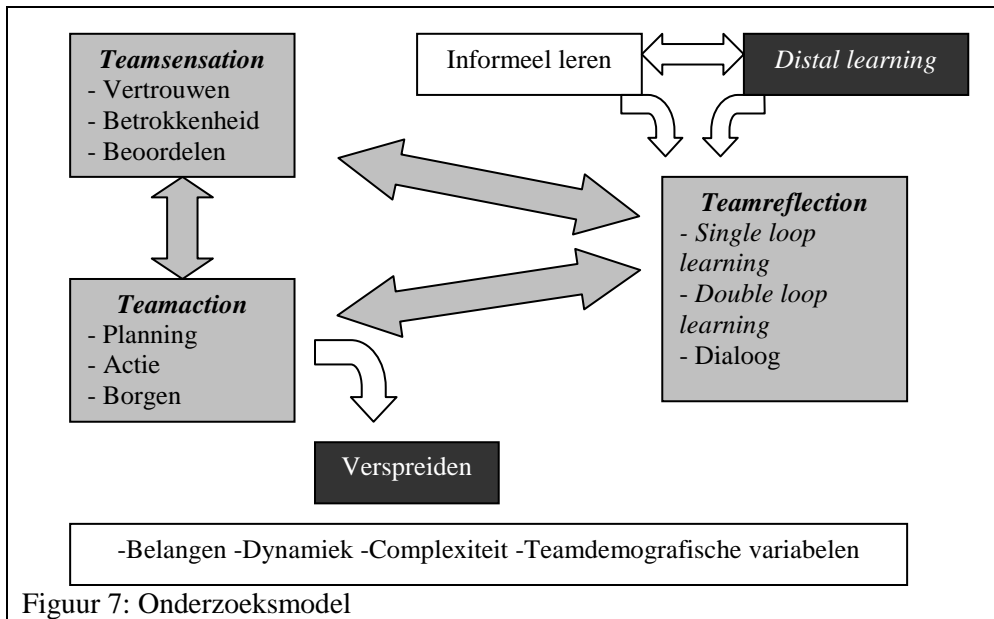 Teamsensation
- Vertrouwen
- Betrokkenheid
- Beoordelen
Informeel leren
Distal learning
Teamreflection
- Single loop
learning
- Double loop
learning
- Dialoog
Teamaction
- Planning
- Actie
- Borgen
Verspreiden
-Belangen -Dynamiek -Complexiteit -Teamdemografische variabelen
Figuur 7: Onderzoeksmodel